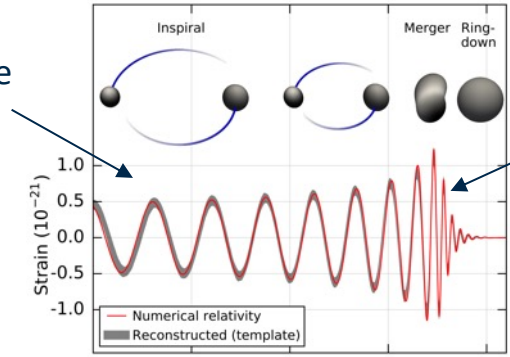 Inspiral
Merger Ring-
down
e
1.0
0.5
0.0
-0.5
-1.0
Strain (10⁻²¹)
Numerical relativity
Reconstructed (template)